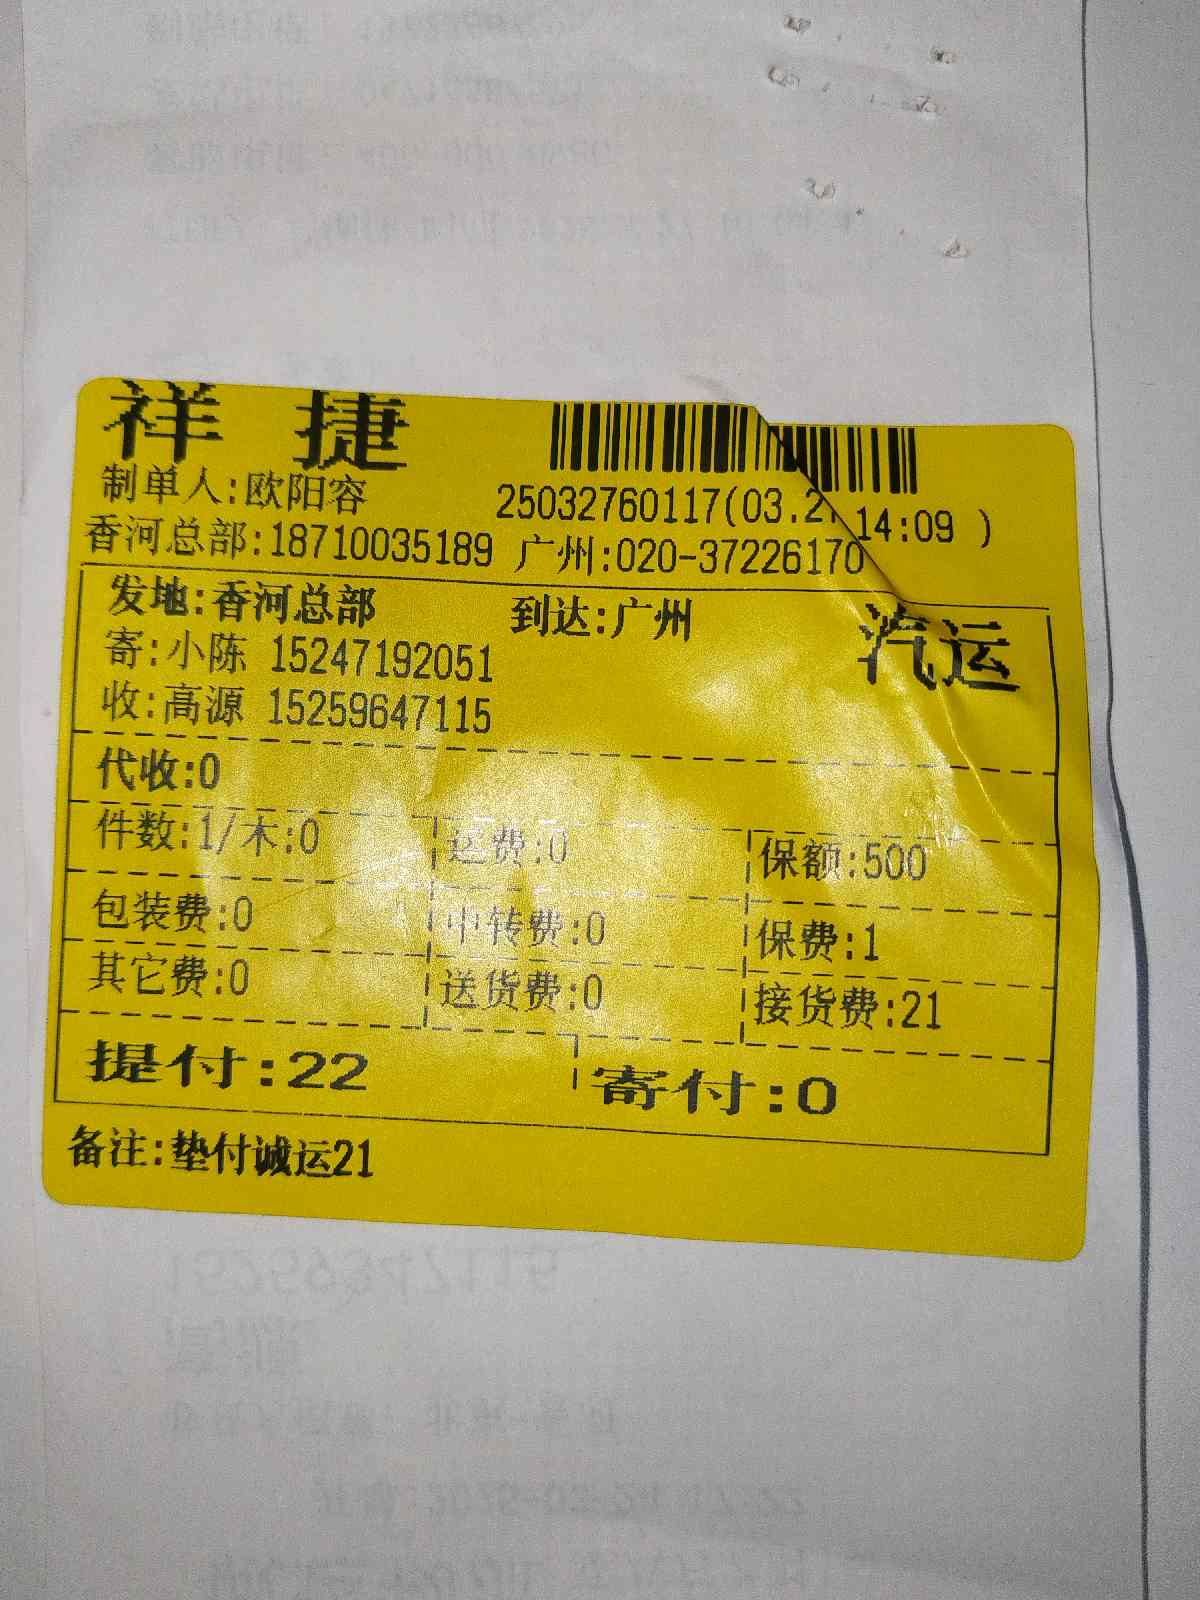 祥 捷
制单人:欧阳容
25032760117(03.2 14:09 )
香河总部:18710035189 广州:020-37226170
发地:香河总部 到达:广州 汽运
寄:小陈 15247192051
收:高源 15259647115
代收:0
件数:1/木:0 运费:0 保额:500
包装费:0 中转费:0 保费:1
其它费:0 送货费:0 接货费:21
提付:22 寄付:0
备注:垫付诚运21